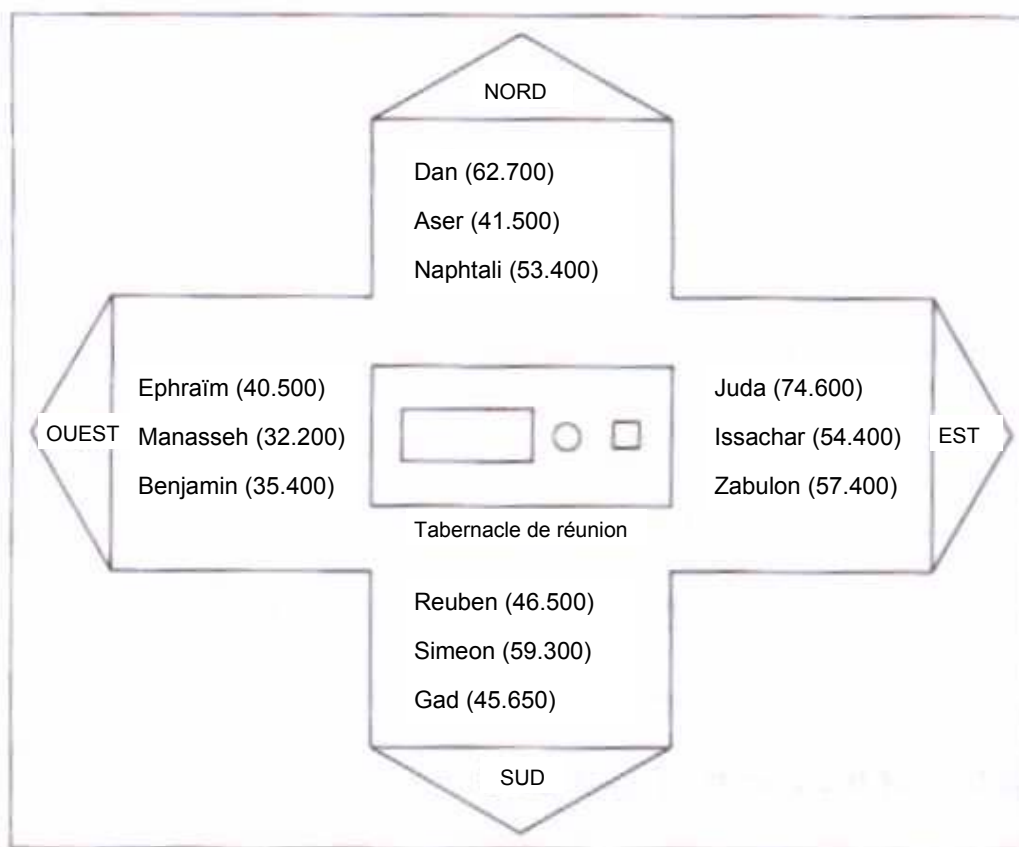 NORD
Dan (62.700)
Aser (41.500)
Naphtali (53.400)
OUEST
Ephraïm (40.500)
Manasseh (32.200)
Benjamin (35.400)
Juda (74.600)
Issachar (54.400)
Zabulon (57.400)
EST
Tabernacle de réunion
Reuben (46.500)
Simeon (59.300)
Gad (45.650)
SUD